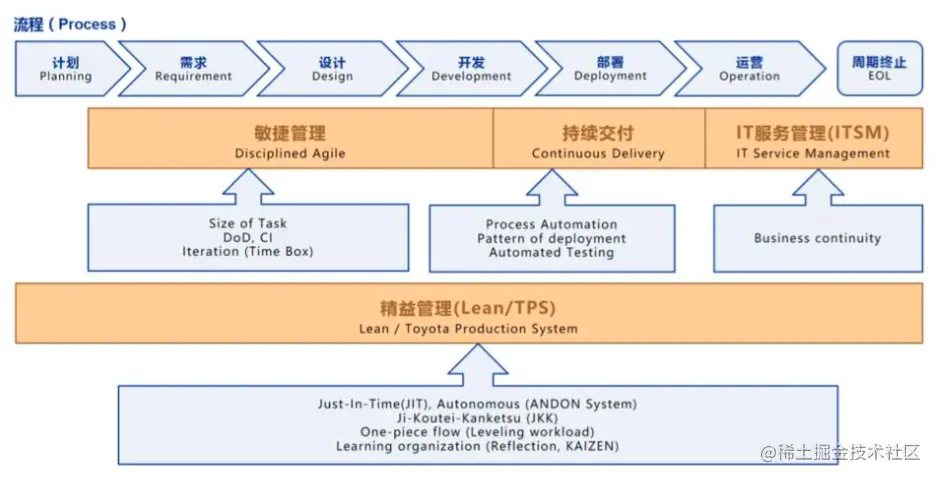 流程（Process）
计划
Planning
需求
Requirement
设计
Design
开发
Development
部署
Deployment
运营
Operation
周期终止
EOL
敏捷管理
Disciplined Agile
持续交付
Continuous Delivery
IT服务管理(ITSM)
IT Service Management
Size of Task
DoD, CI
Iteration (Time Box)
Process Automation
Pattern of deployment
Automated Testing
Business continuity
精益管理(Lean/TPS)
Lean / Toyota Production System
Just-In-Time(JIT), Autonomous (ANDON System)
Ji-Koutei-Kanketsu (JKK)
One-piece flow (Leveling workload)
Learning organization (Reflection, KAIZEN)
@稀土掘金技术社区